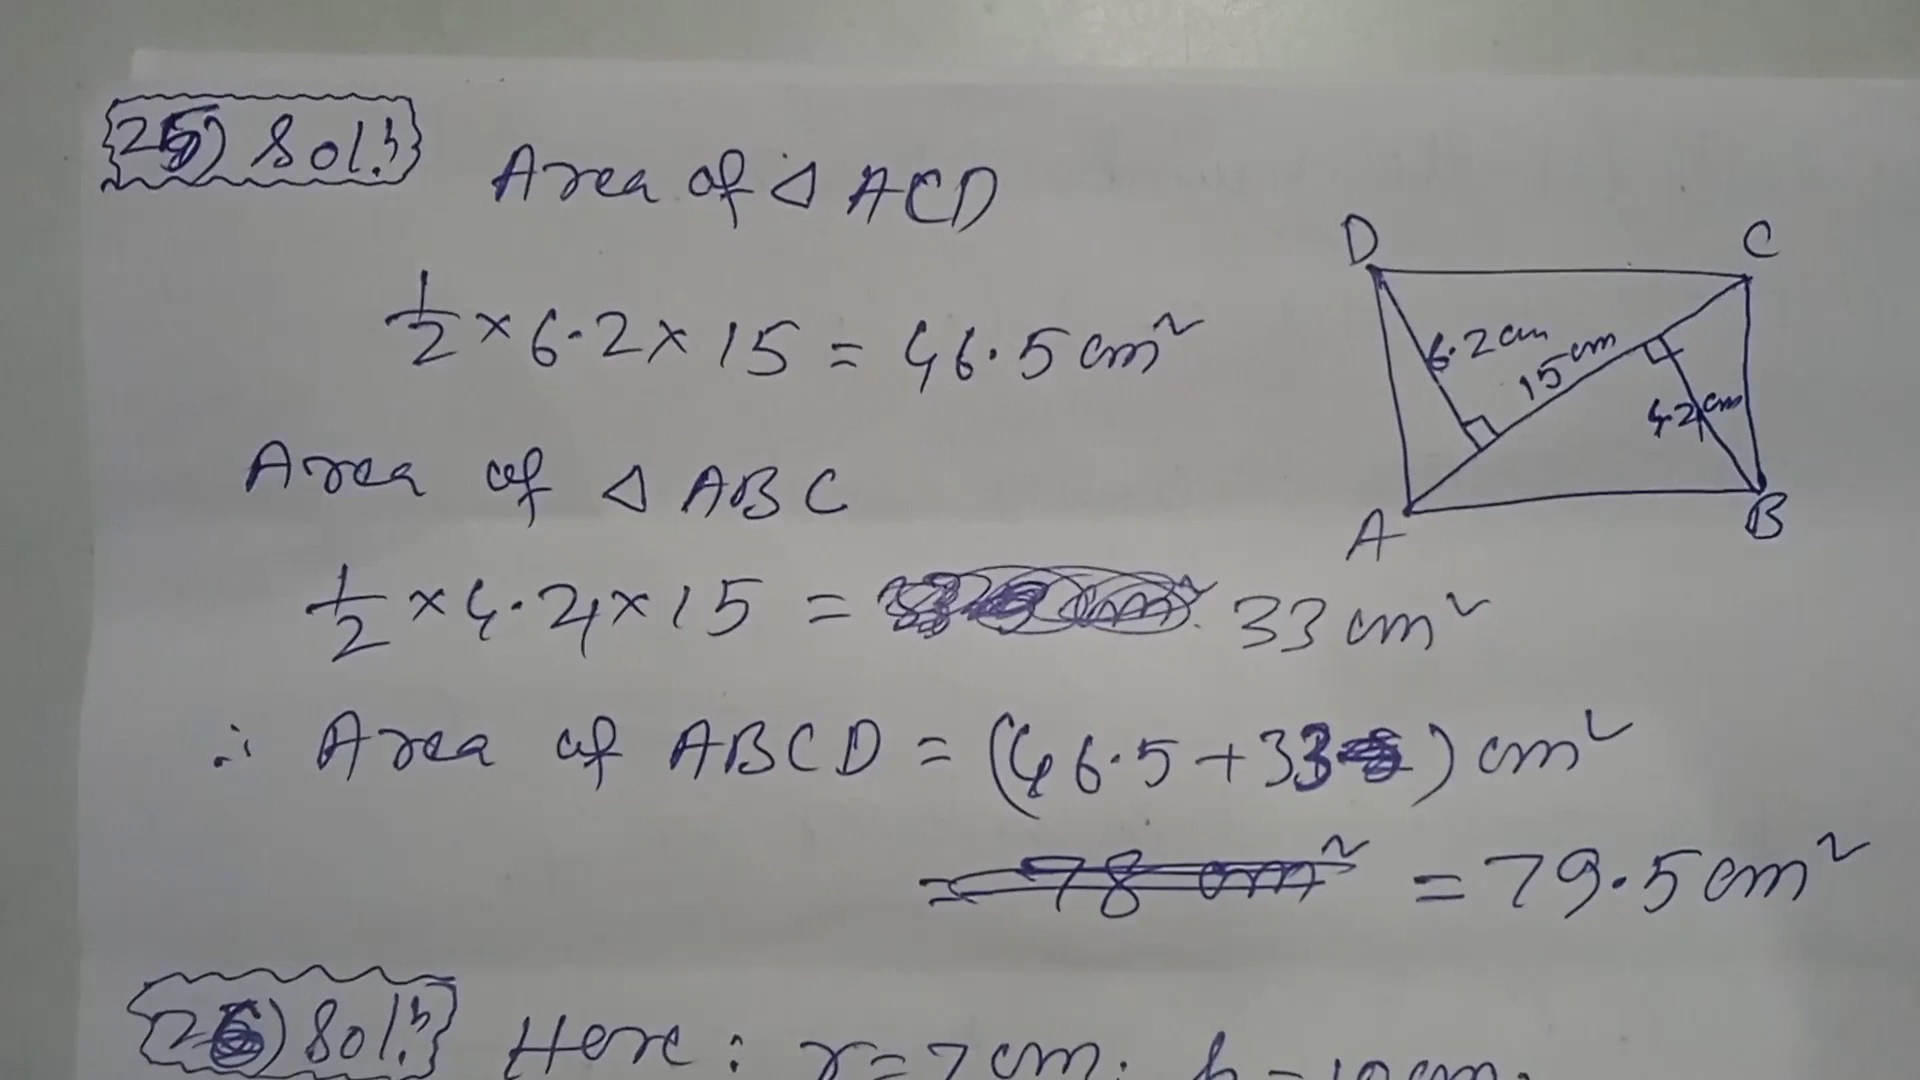 25) Sol.n
Area of △ ACD
1/2 × 6.2 × 15 = 46.5 cm²
D
C
6.2 cm
15 cm
A
B
Area of △ ABC
1/2 × 4.4 × 15 = 33 cm²
∴ Area of ABCD = (46.5 + 33) cm²
= 78 cm² = 79.5 cm²
26) Sol.n Here: r = 7 cm.